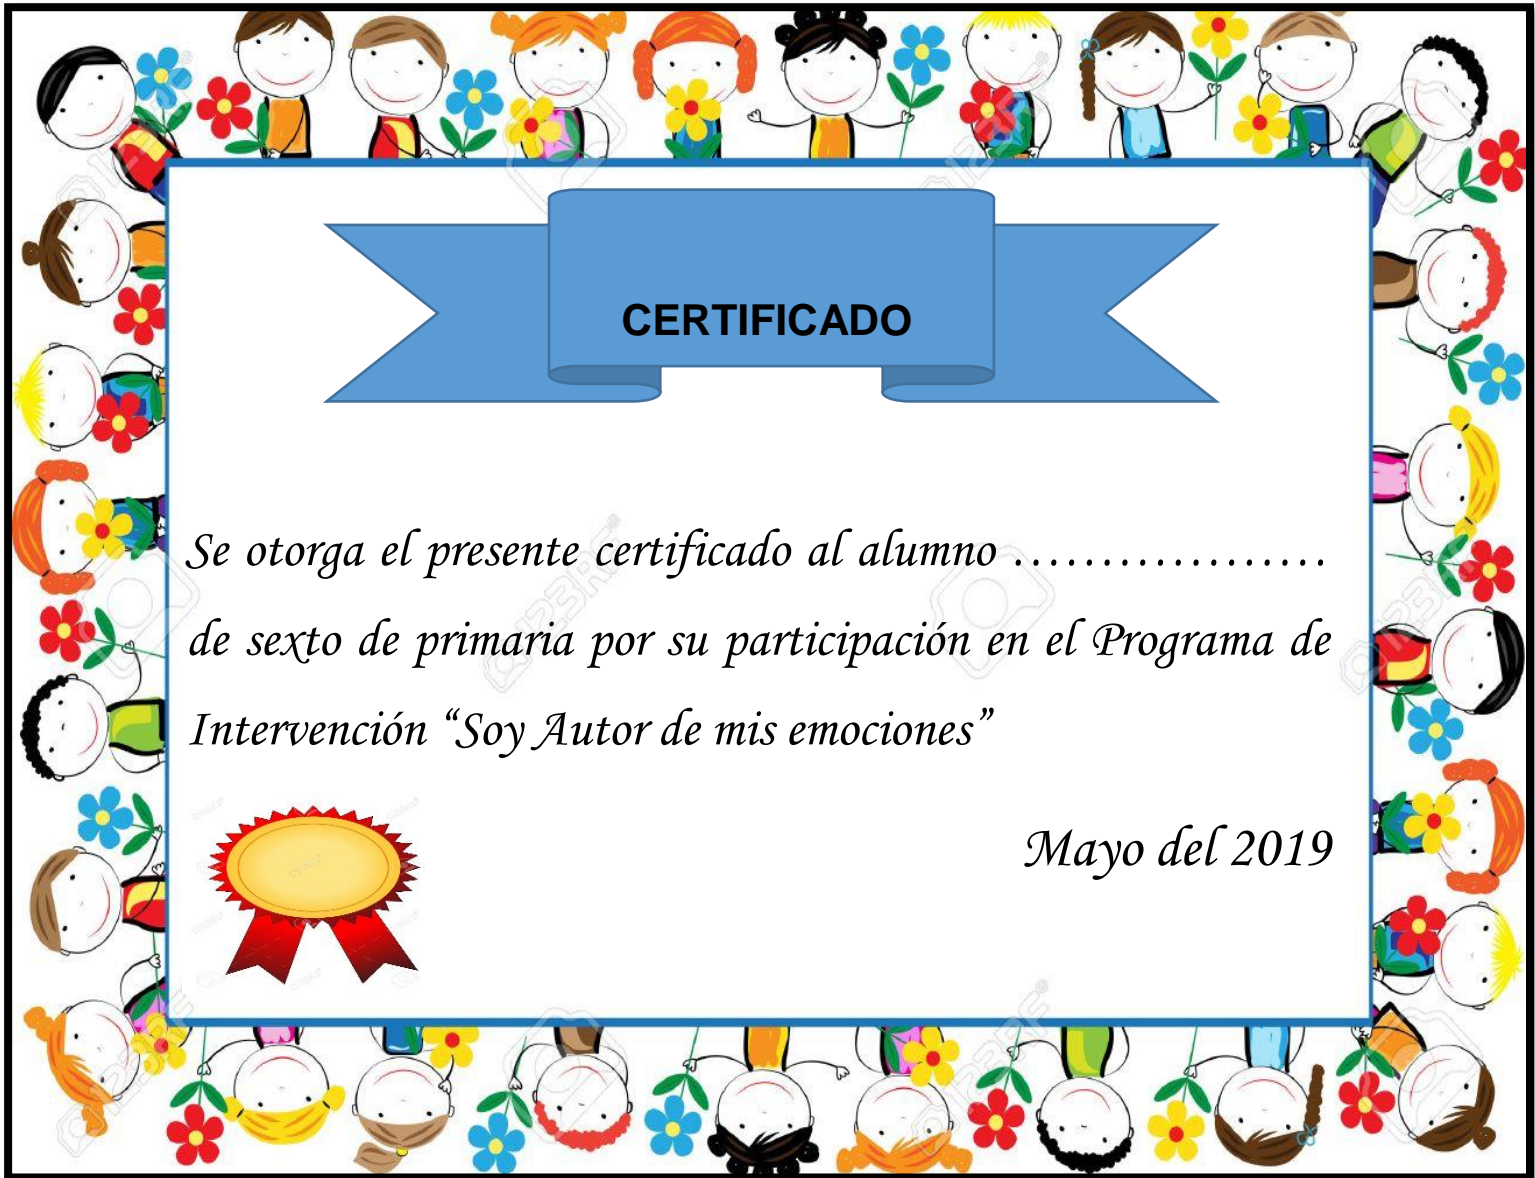 CERTIFICADO
Se otorga el presente certificado al alumno ..................
de sexto de primaria por su participación en el Programa de
Intervención “Soy Autor de mis emociones”
Mayo del 2019